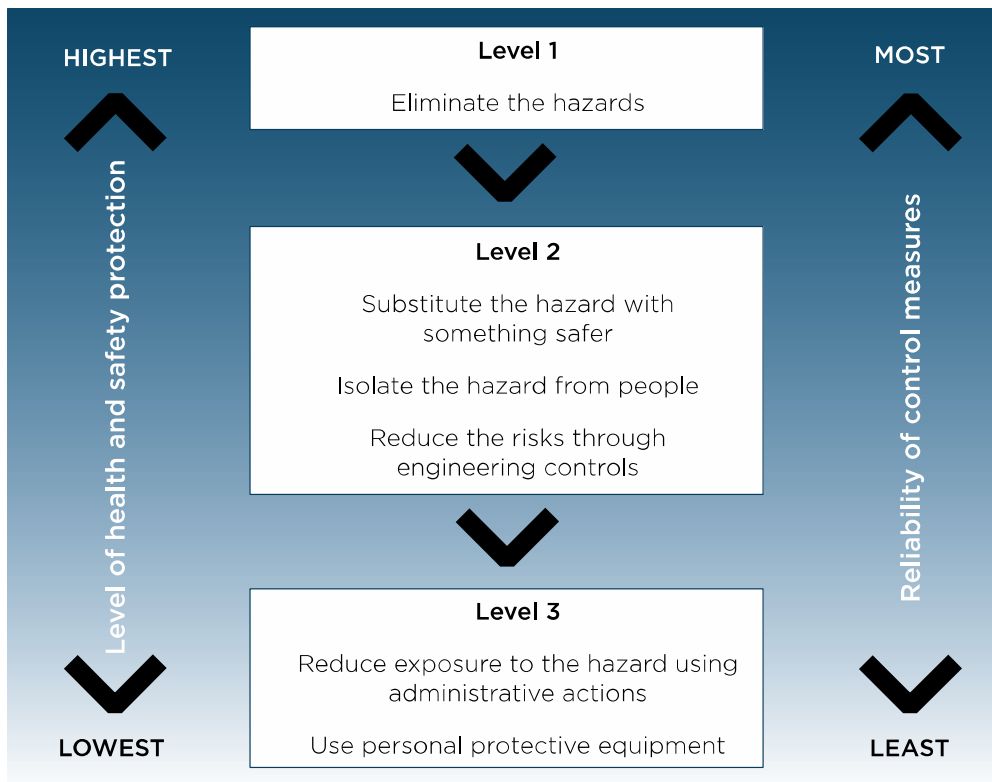 HIGHEST
Level of health and safety protection
LOWEST
Level 1
Eliminate the hazards
Level 2
Substitute the hazard with
something safer
Isolate the hazard from people
Reduce the risks through
engineering controls
Level 3
Reduce exposure to the hazard using
administrative actions
Use personal protective equipment
MOST
Reliability of control measures
LEAST